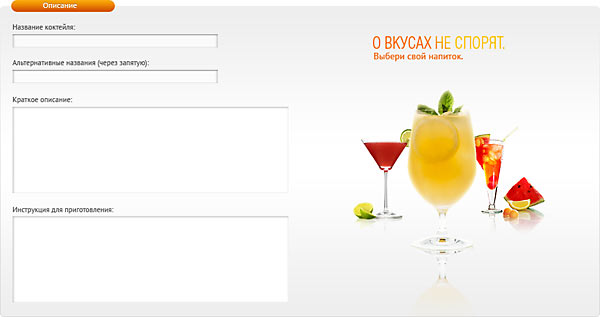 Описание
Название коктейля:
Альтернативные названия (через запятую):
Краткое описание:
Инструкция для приготовления:
О ВКУСАХ НЕ СПОРЯТ.
Выбери свой напиток.